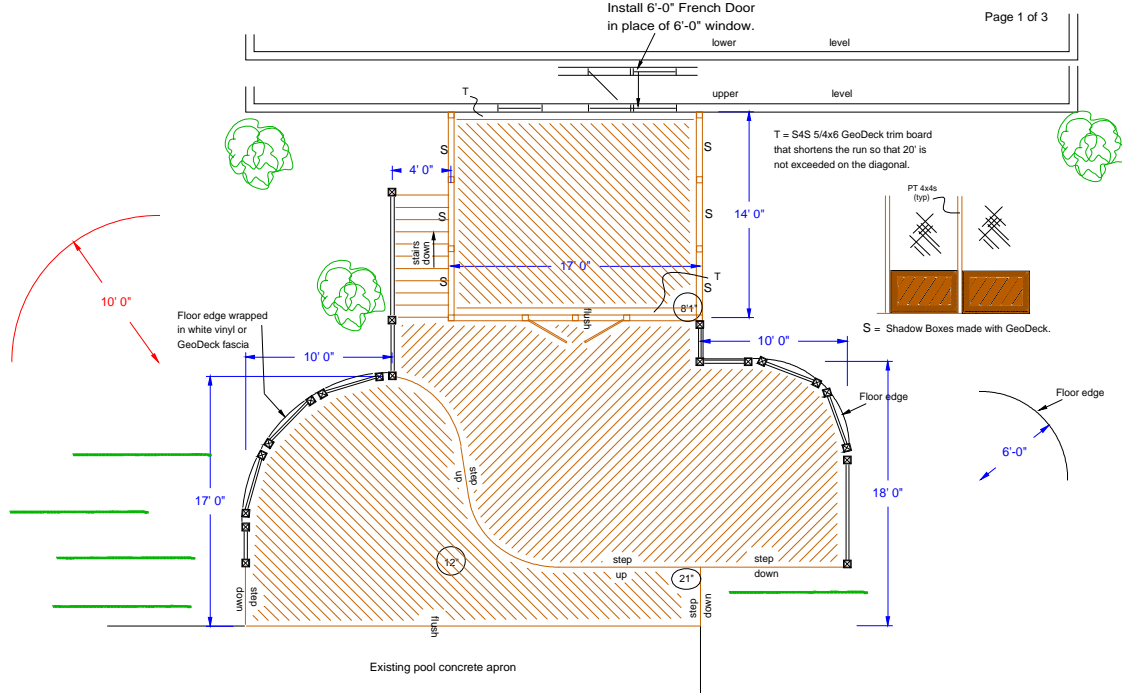 Install 6'-0" French Door
in place of 6'-0" window.
Page 1 of 3
lower level
upper level
T
T = S4S 5/4x6 GeoDeck trim board
that shortens the run so that 20' is
not exceeded on the diagonal.
S
S
4' 0"
PT 4x4s
(typ)
14' 0"
S
S
stairs
down
17' 0"
T
S
S
8'1"
flush
10' 0"
Floor edge wrapped
in white vinyl or
GeoDeck fascia
S = Shadow Boxes made with GeoDeck.
10' 0"
10' 0"
Floor edge
Floor edge
6'-0"
step
up
17' 0"
18' 0"
12"
step
up
step
down
21"
step
down
step
down
flush
Existing pool concrete apron